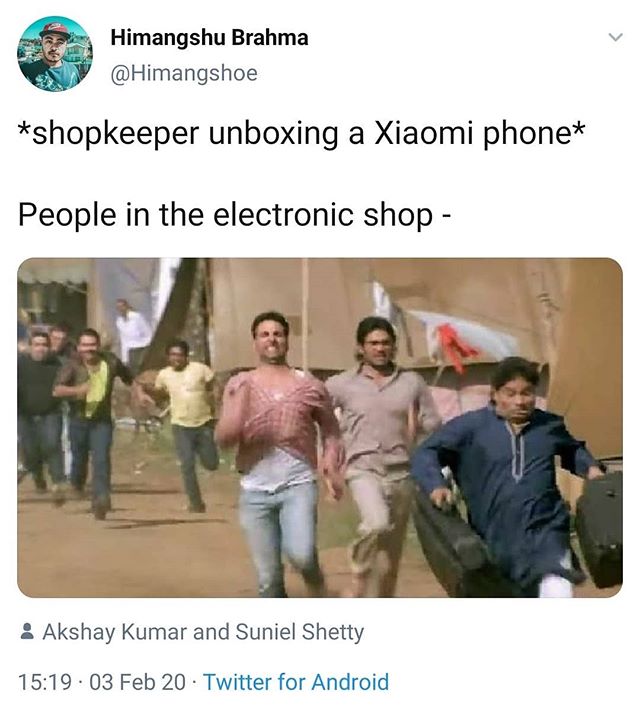 Himangshu Brahma
@Himangshoe
*shopkeeper unboxing a Xiaomi phone*
People in the electronic shop -
Akshay Kumar and Suniel Shetty
15:19 · 03 Feb 20 · Twitter for Android